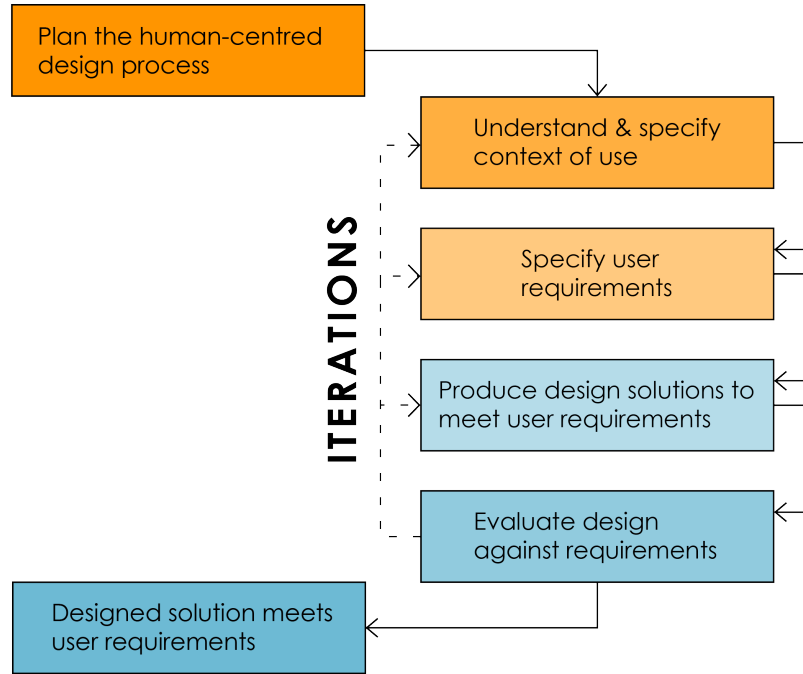 Plan the human-centred
design process
Understand & specify
context of use
ITERATIONS
Specify user
requirements
Produce design solutions to
meet user requirements
Evaluate design
against requirements
Designed solution meets
user requirements